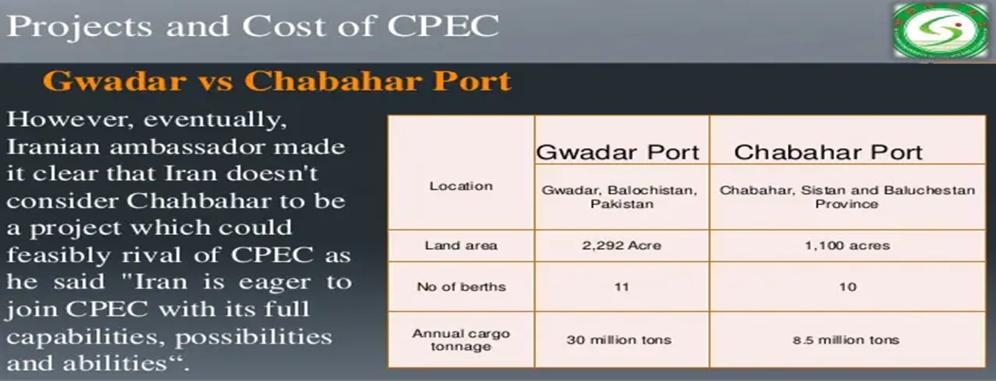 Projects and Cost of CPEC
Gwadar vs Chabahar Port
However, eventually,
Iranian ambassador made
it clear that Iran doesn't
consider Chahbahar to be
a project which could
feasibly rival of CPEC as
he said "Iran is eager to
join CPEC with its full
capabilities, possibilities
and abilities“.
Gwadar Port Chabahar Port
Location
Gwadar, Balochistan,
Pakistan
Chabahar, Sistan and Baluchestan
Province
Land area 2,292 Acre 1,100 acres
No of berths 11 10
Annual cargo
tonnage
30 million tons 8.5 million tons